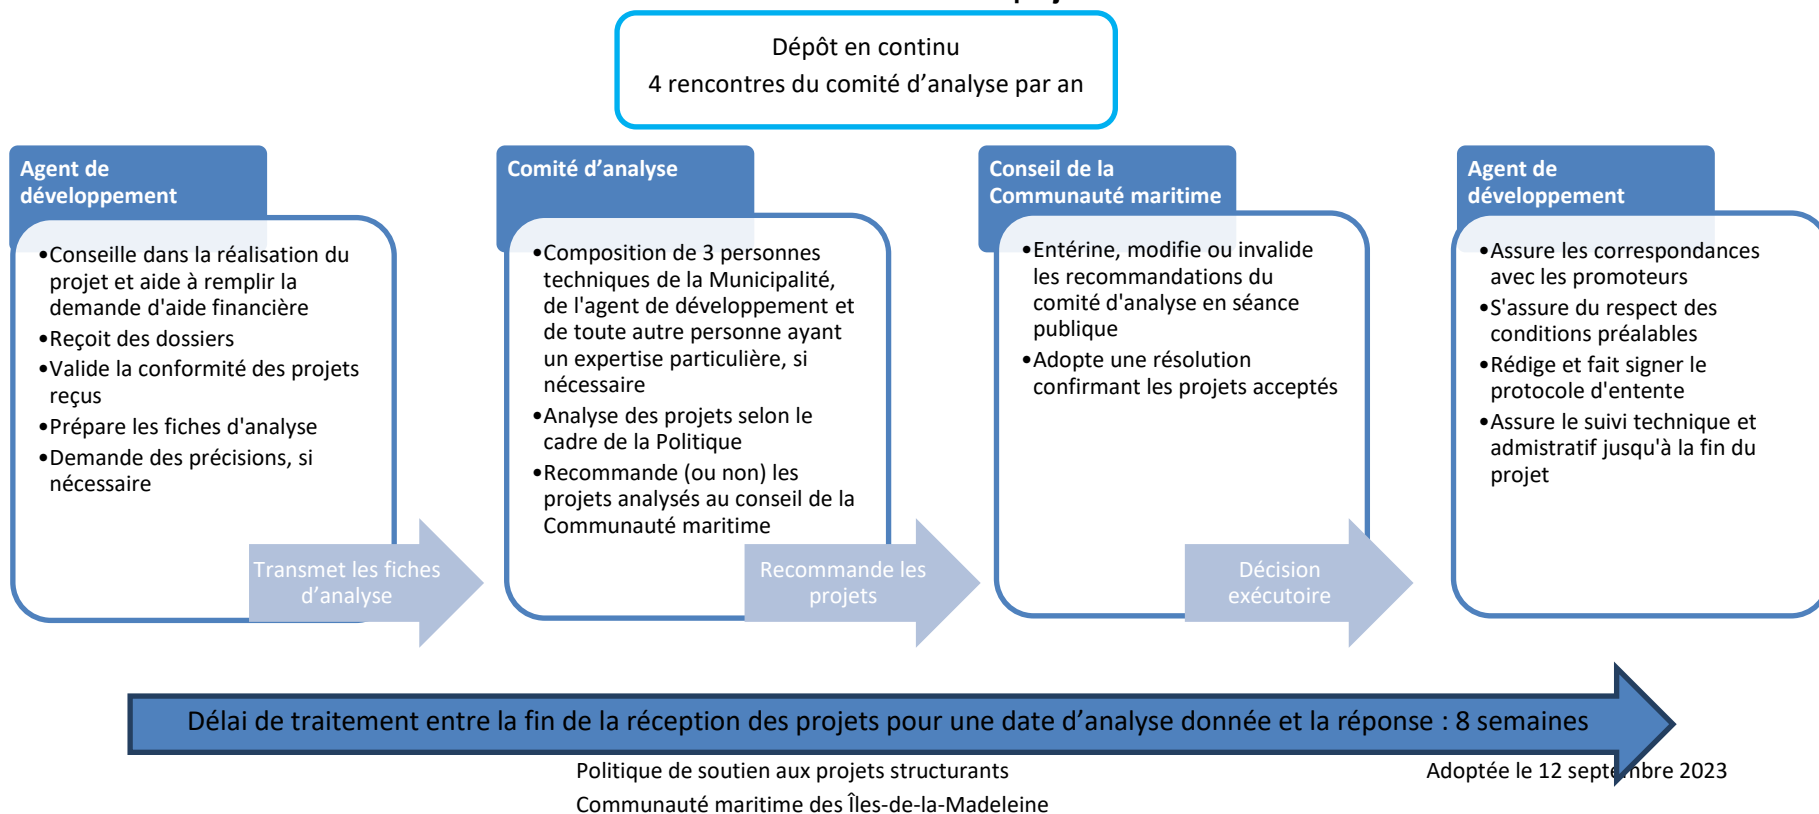 Dépôt en continu
4 rencontres du comité d'analyse par an
Agent de
développement
•Conseille dans la réalisation du
projet et aide à remplir la
demande d'aide financière
•Reçoit des dossiers
•Valide la conformité des projets
reçus
•Prépare les fiches d'analyse
•Demande des précisions, si
nécessaire
Transmet les fiches
d'analyse
Comité d'analyse
•Composition de 3 personnes
techniques de la Municipalité,
de l'agent de développement et
de toute autre personne ayant
un expertise particulière, si
nécessaire
•Analyse des projets selon le
cadre de la Politique
•Recommande (ou non) les
projets analysés au conseil de la
Communauté maritime
Recommande les
projets
Conseil de la
Communauté maritime
•Entérine, modifie ou invalide
les recommandations du
comité d'analyse en séance
publique
•Adopte une résolution
confirmant les projets acceptés
Décision
exécutoire
Agent de
développement
•Assure les correspondances
avec les promoteurs
•S'assure du respect des
conditions préalables
•Rédige et fait signer le
protocole d'entente
•Assure le suivi technique et
admistratif jusqu'à la fin du
projet
Délai de traitement entre la fin de la réception des projets pour une date d'analyse donnée et la réponse : 8 semaines
Politique de soutien aux projets structurants
Adoptée le 12 septembre 2023
Communauté maritime des Îles-de-la-Madeleine